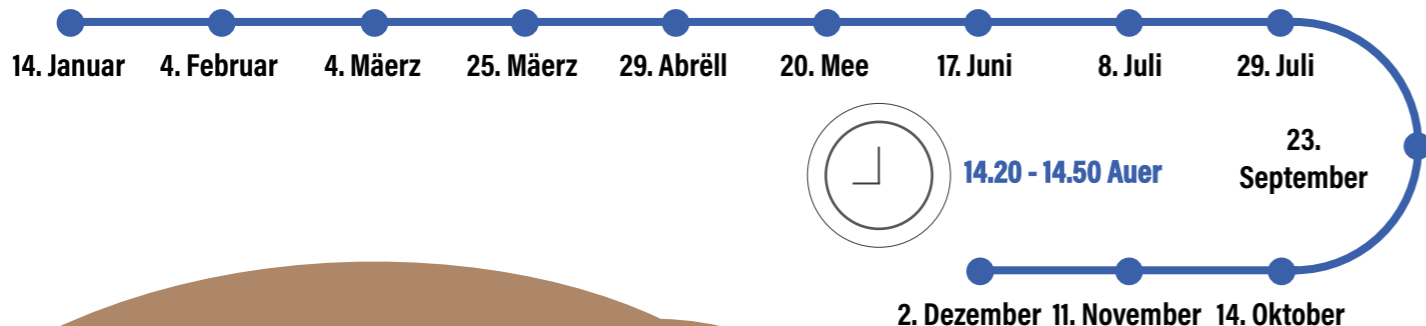 14. Januar 4. Februar 4. Mäerz 25. Mäerz 29. Abrëll 20. Mee 17. Juni 8. Juli 29. Juli
14.20 - 14.50 Auer
23.
September
2. Dezember 11. November 14. Oktober